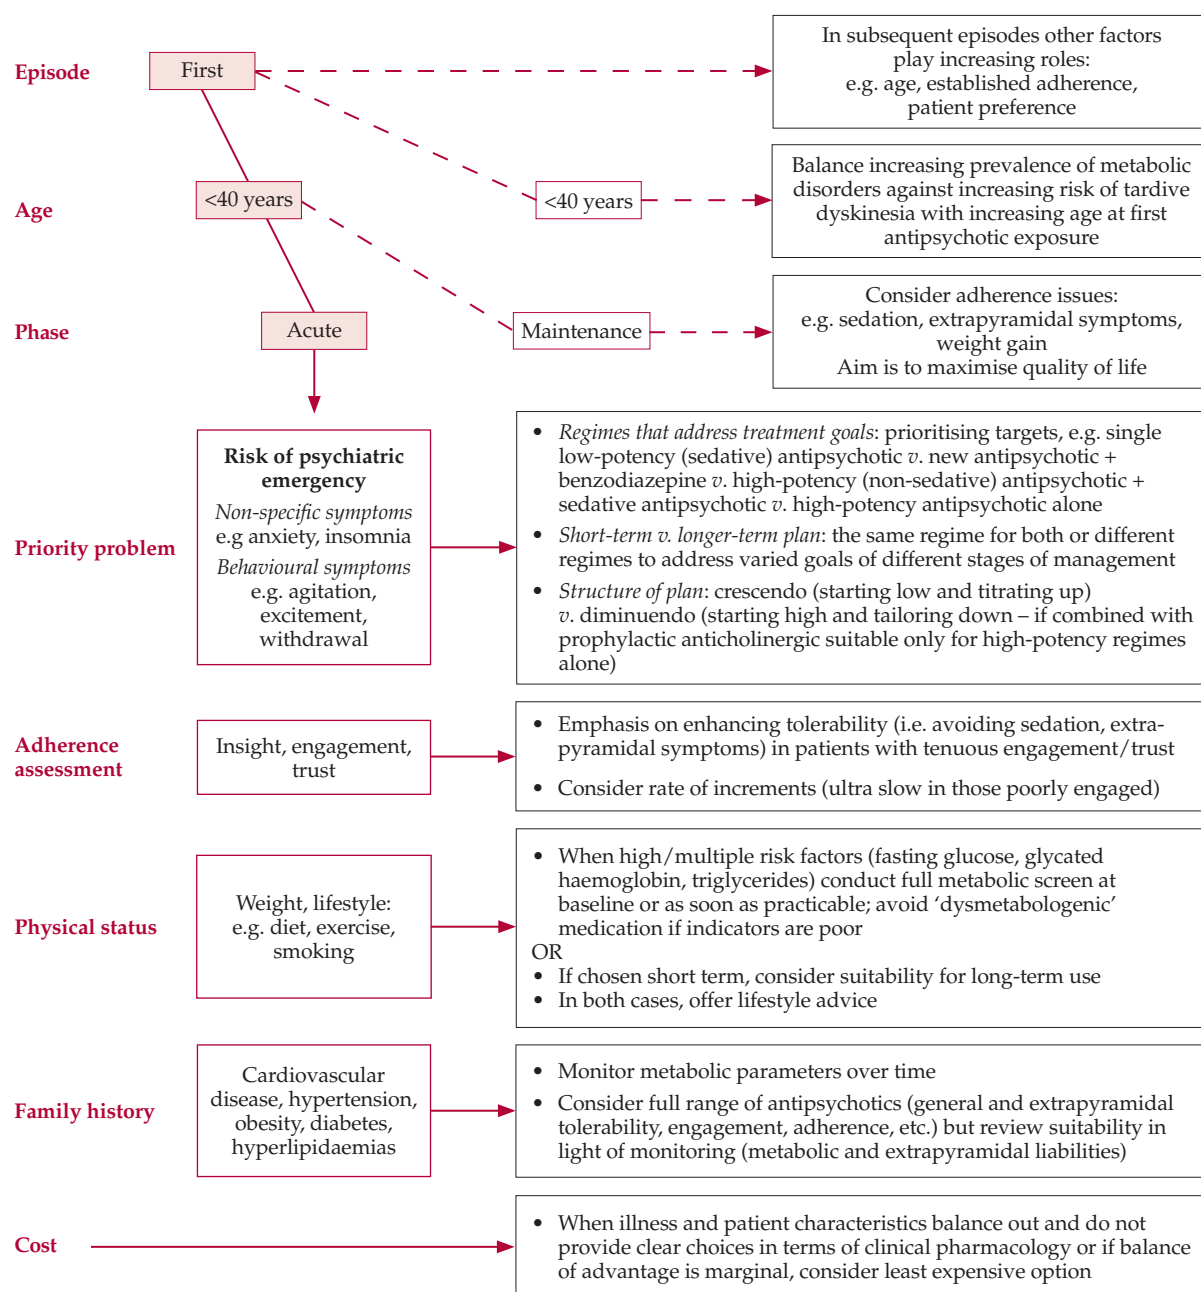 Episode
First
In subsequent episodes other factors
play increasing roles:
e.g. age, established adherence,
patient preference
Age
<40 years
<40 years
Balance increasing prevalence of metabolic
disorders against increasing risk of tardive
dyskinesia with increasing age at first
antipsychotic exposure
Phase
Acute
Maintenance
Consider adherence issues:
e.g. sedation, extrapyramidal symptoms,
weight gain
Aim is to maximise quality of life
Priority problem
Risk of psychiatric
emergency
Non-specific symptoms
e.g anxiety, insomnia
Behavioural symptoms
e.g. agitation,
excitement,
withdrawal
• Regimes that address treatment goals: prioritising targets, e.g. single
low-potency (sedative) antipsychotic v. new antipsychotic +
benzodiazepine v. high-potency (non-sedative) antipsychotic +
sedative antipsychotic v. high-potency antipsychotic alone
• Short-term v. longer-term plan: the same regime for both or different
regimes to address varied goals of different stages of management
• Structure of plan: crescendo (starting low and titrating up)
v. diminuendo (starting high and tailoring down – if combined with
prophylactic anticholinergic suitable only for high-potency regimes
alone)
Adherence
assessment
Insight, engagement,
trust
• Emphasis on enhancing tolerability (i.e. avoiding sedation, extra-
pyramidal symptoms) in patients with tenuous engagement/trust
• Consider rate of increments (ultra slow in those poorly engaged)
Physical status
Weight, lifestyle:
e.g. diet, exercise,
smoking
• When high/multiple risk factors (fasting glucose, glycated
haemoglobin, triglycerides) conduct full metabolic screen at
baseline or as soon as practicable; avoid ‘dysmetabologenic’
medication if indicators are poor
OR
• If chosen short term, consider suitability for long-term use
• In both cases, offer lifestyle advice
Family history
Cardiovascular
disease, hypertension,
obesity, diabetes,
hyperlipidaemias
• Monitor metabolic parameters over time
• Consider full range of antipsychotics (general and extrapyramidal
tolerability, engagement, adherence, etc.) but review suitability in
light of monitoring (metabolic and extrapyramidal liabilities)
Cost
• When illness and patient characteristics balance out and do not
provide clear choices in terms of clinical pharmacology or if balance
of advantage is marginal, consider least expensive option